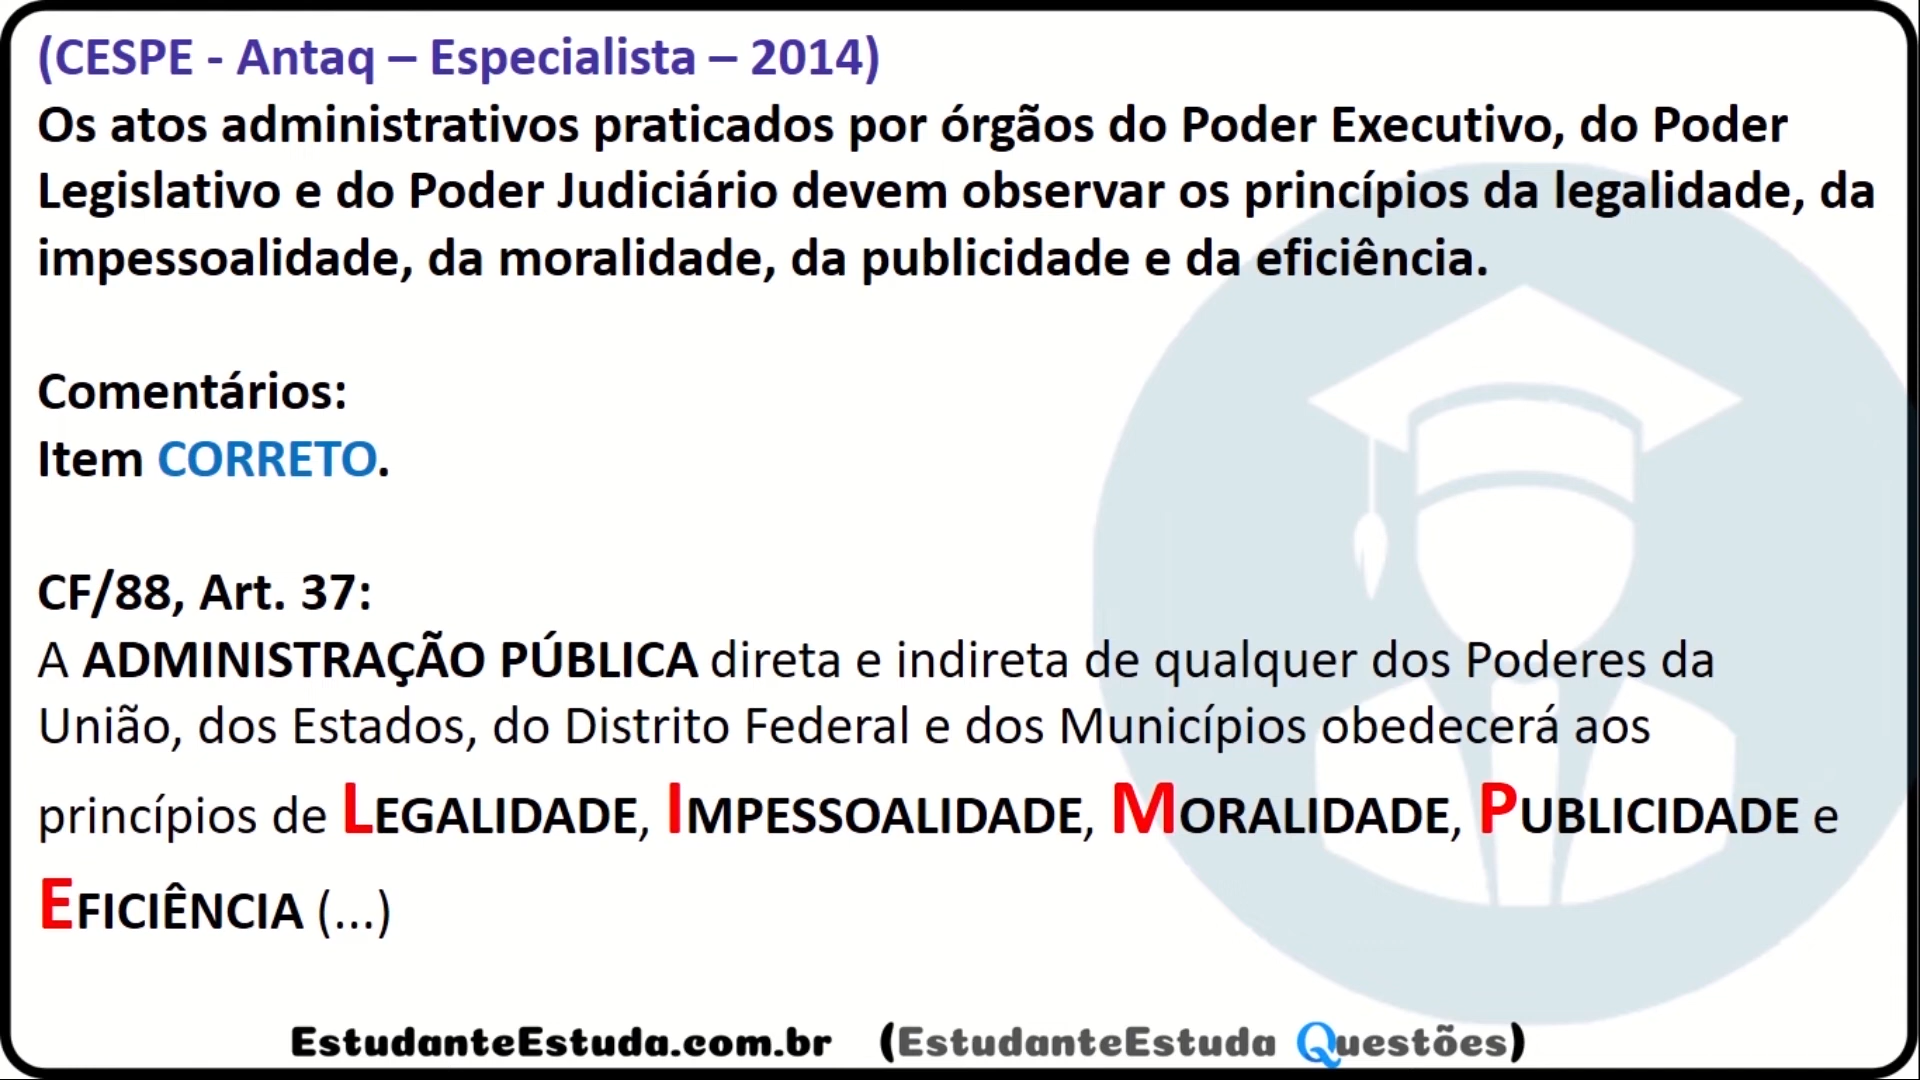 (CESPE - Antaq – Especialista – 2014)
Os atos administrativos praticados por órgãos do Poder Executivo, do Poder
Legislativo e do Poder Judiciário devem observar os princípios da legalidade, da
impessoalidade, da moralidade, da publicidade e da eficiência.
Comentários:
Item CORRETO.
CF/88, Art. 37:
A ADMINISTRAÇÃO PÚBLICA direta e indireta de qualquer dos Poderes da
União, dos Estados, do Distrito Federal e dos Municípios obedecerá aos
princípios de LEGALIDADE, IMPESSOALIDADE, MORALIDADE, PUBLICIDADE e
EFICIÊNCIA (...)
EstudanteEstuda.com.br (EstudanteEstuda Questões)